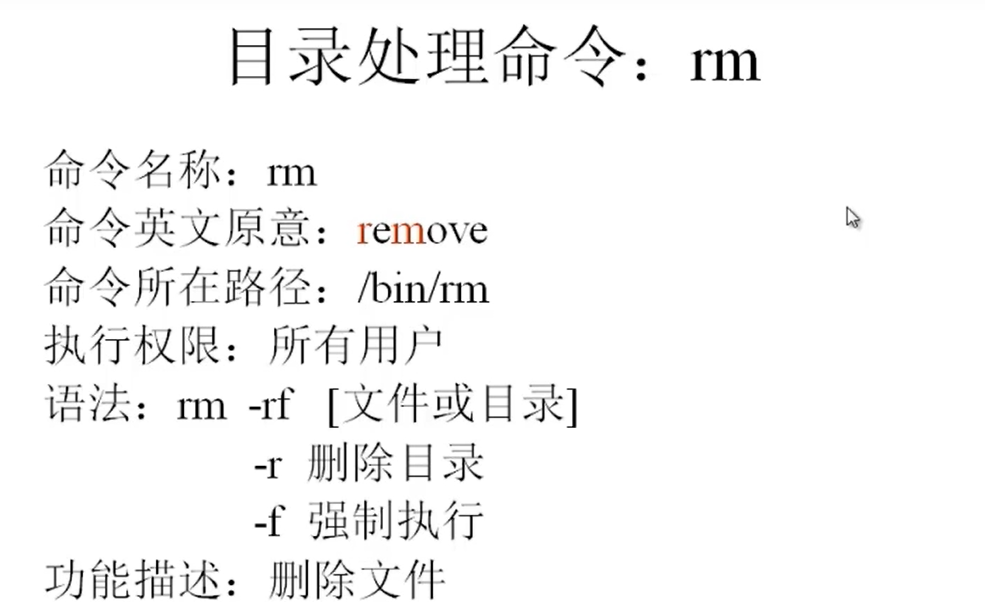 目录处理命令：rm
命令名称：rm
命令英文原意：remove
命令所在路径：/bin/rm
执行权限：所有用户
语法：rm -rf [文件或目录]
-r 删除目录
-f 强制执行
功能描述：删除文件